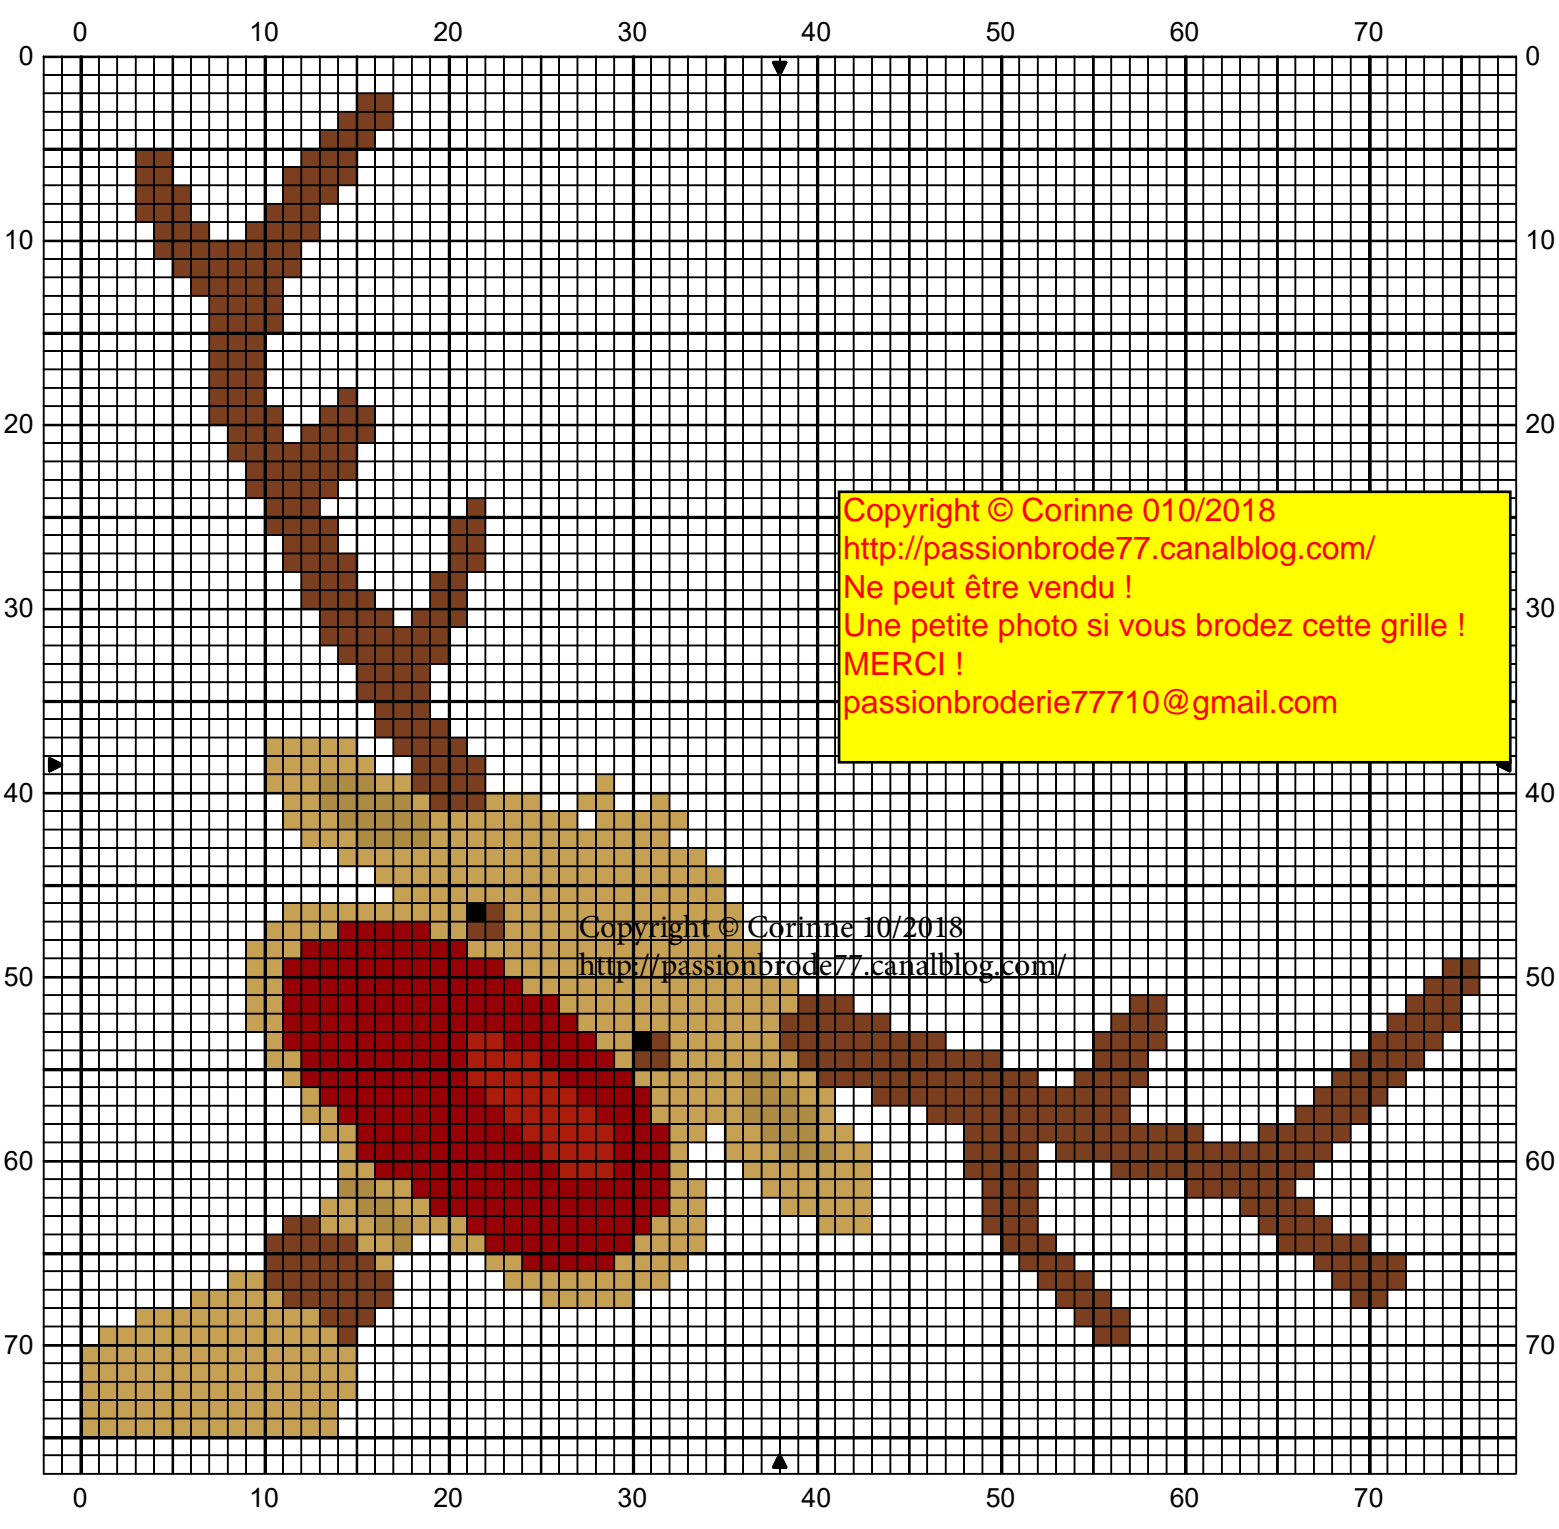 0 10 20 30 40 50 60 70
0 0
10 10
20 20
Copyright © Corinne 010/2018
http://passionbrode77.canalblog.com/
Ne peut être vendu !
30 30
Une petite photo si vous brodez cette grille !
MERCI !
passionbroderie77710@gmail.com
40 40
Copyright © Corinne 10/2018
http://passionbrode77.canalblog.com/
50 50
60 60
70 70
0 10 20 30 40 50 60 70